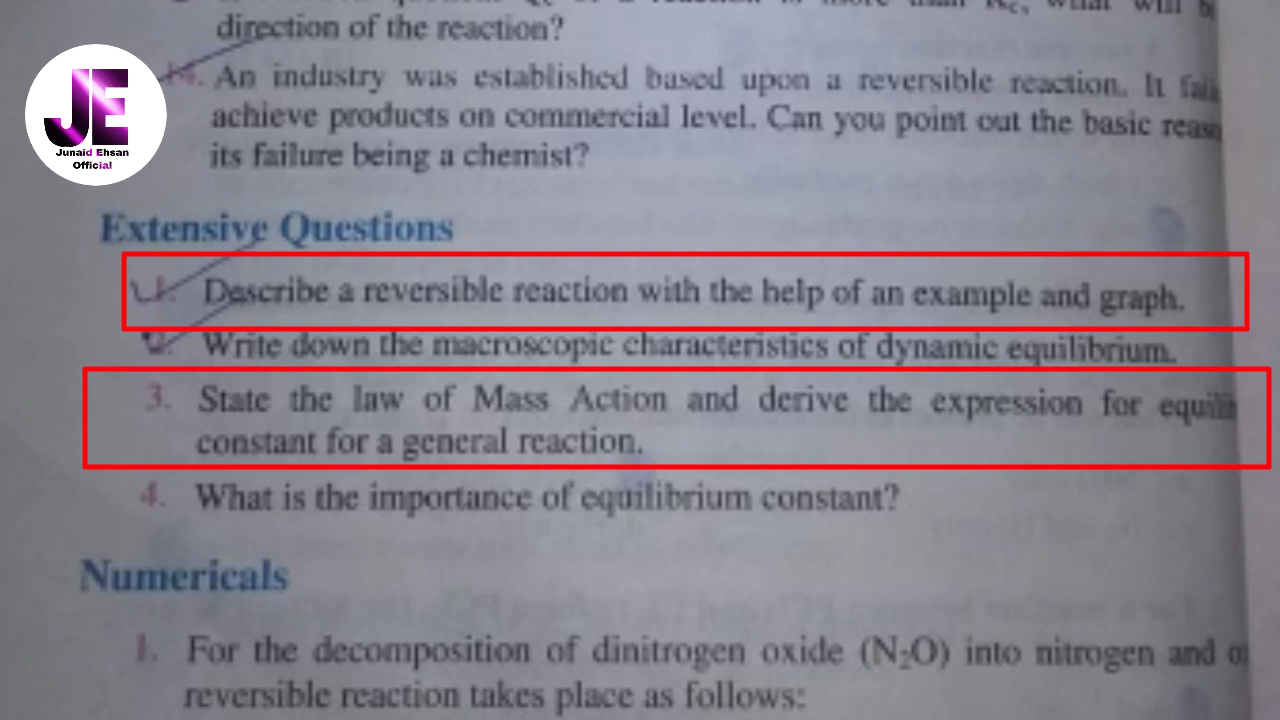 direction of the reaction?
14. An industry was established based upon a reversible reaction. It
achieve products on commercial level. Can you point out the basic
its failure being a chemist?
JE
Junaid Ehsan
Official
Extensive Questions
1. Describe a reversible reaction with the help of an example and graph.
2. Write down the macroscopic characteristics of dynamic equilibrium.
3. State the law of Mass Action and derive the expression for
constant for a general reaction.
4. What is the importance of equilibrium constant?
Numericals
1. For the decomposition of dinitrogen oxide (N₂O) into nitrogen and
reversible reaction takes place as follows: